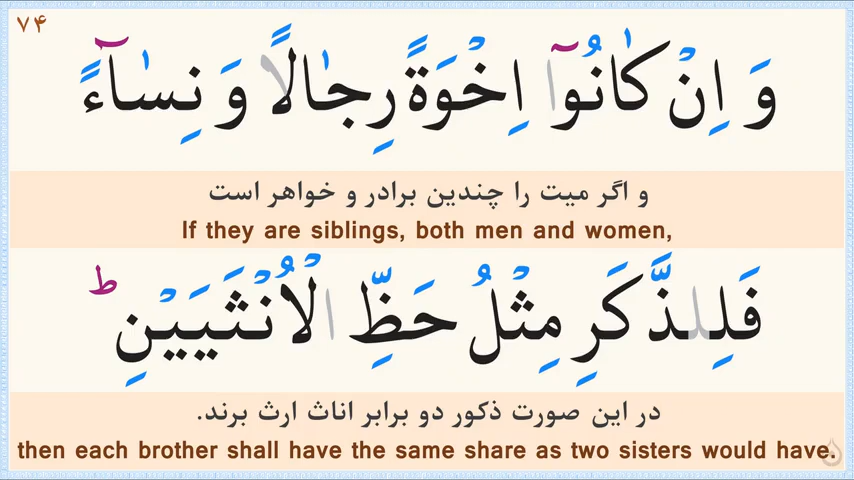 ۷۴
وَ اِنْ كَانُوٓا اِخْوَةً رِجَالًا وَ نِسَآءً
و اگر میت را چندین برادر و خواهر است
If they are siblings, both men and women,
فَلِلذَّكَرِ مِثْلُ حَظِّ الْاُنْثَيَيْنِ ط
در این صورت ذکور دو برابر اناث ارث برند.
then each brother shall have the same share as two sisters would have.